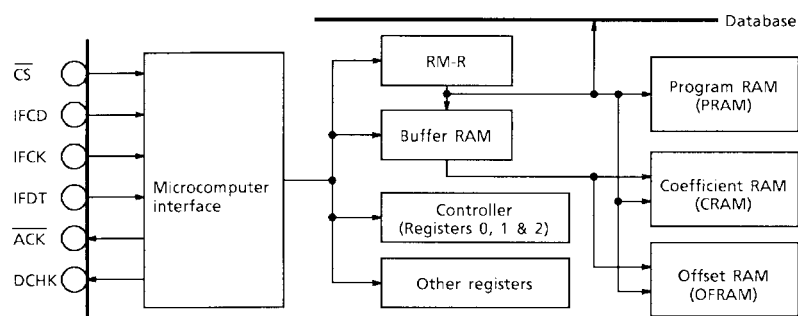 Database
CS
IFCD
IFCK
IFDT
ACK
DCHK
Microcomputer
interface
RM-R
Buffer RAM
Controller
(Registers 0, 1 & 2)
Other registers
Program RAM
(PRAM)
Coefficient RAM
(CRAM)
Offset RAM
(OFRAM)